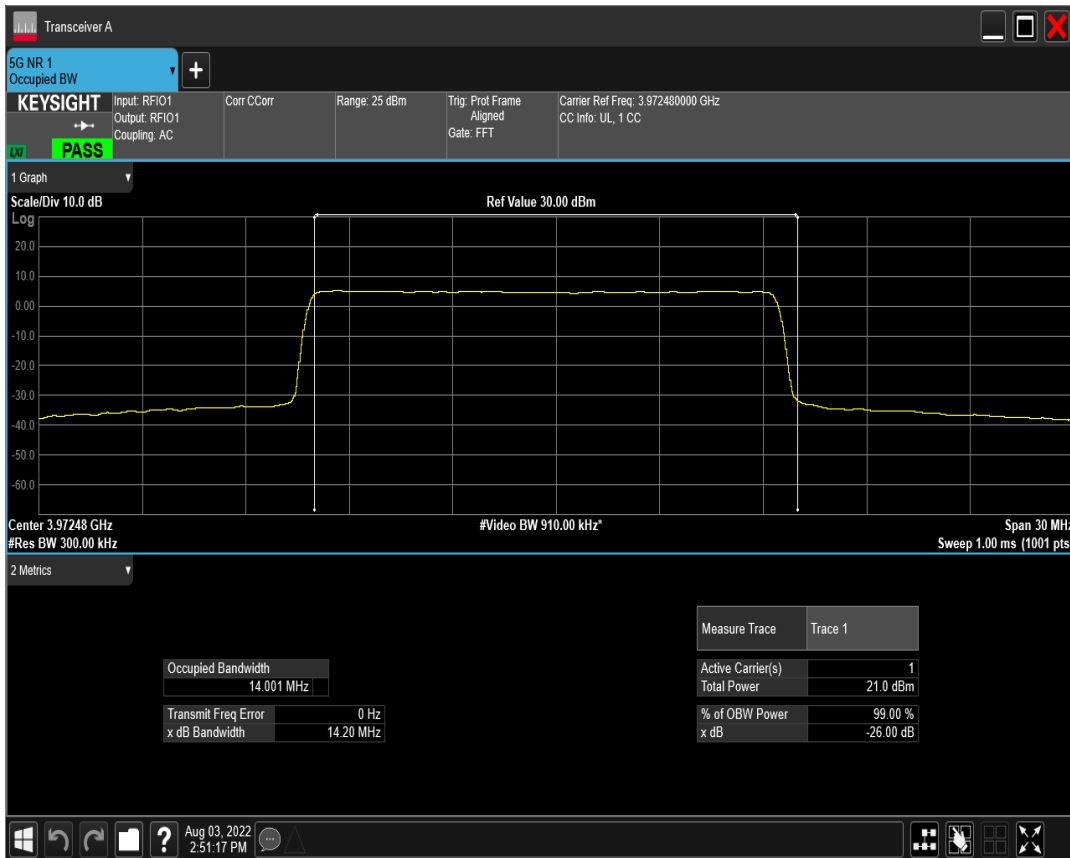 Transceiver A
5G NR 1
Occupied BW
KEYSIGHT
LXI
PASS
Input: RFIO1
Output: RFIO1
Coupling: AC
Corr CCorr
Range: 25 dBm
Trig: Prot Frame
Aligned
Gate: FFT
Carrier Ref Freq: 3.972480000 GHz
CC Info: UL, 1 CC
1 Graph
Scale/Div 10.0 dB
Ref Value 30.00 dBm
Log
20.0
10.0
0.00
-10.0
-20.0
-30.0
-40.0
-50.0
-60.0
Center 3.97248 GHz
#Video BW 910.00 kHz*
Span 30 MHz
#Res BW 300.00 kHz
Sweep 1.00 ms (1001 pts
2 Metrics
Measure Trace Trace 1
Occupied Bandwidth
14.001 MHz
Active Carrier(s) 1
Total Power 21.0 dBm
Transmit Freq Error 0 Hz
x dB Bandwidth 14.20 MHz
% of OBW Power 99.00 %
x dB -26.00 dB
?
Aug 03, 2022
2:51:17 PM